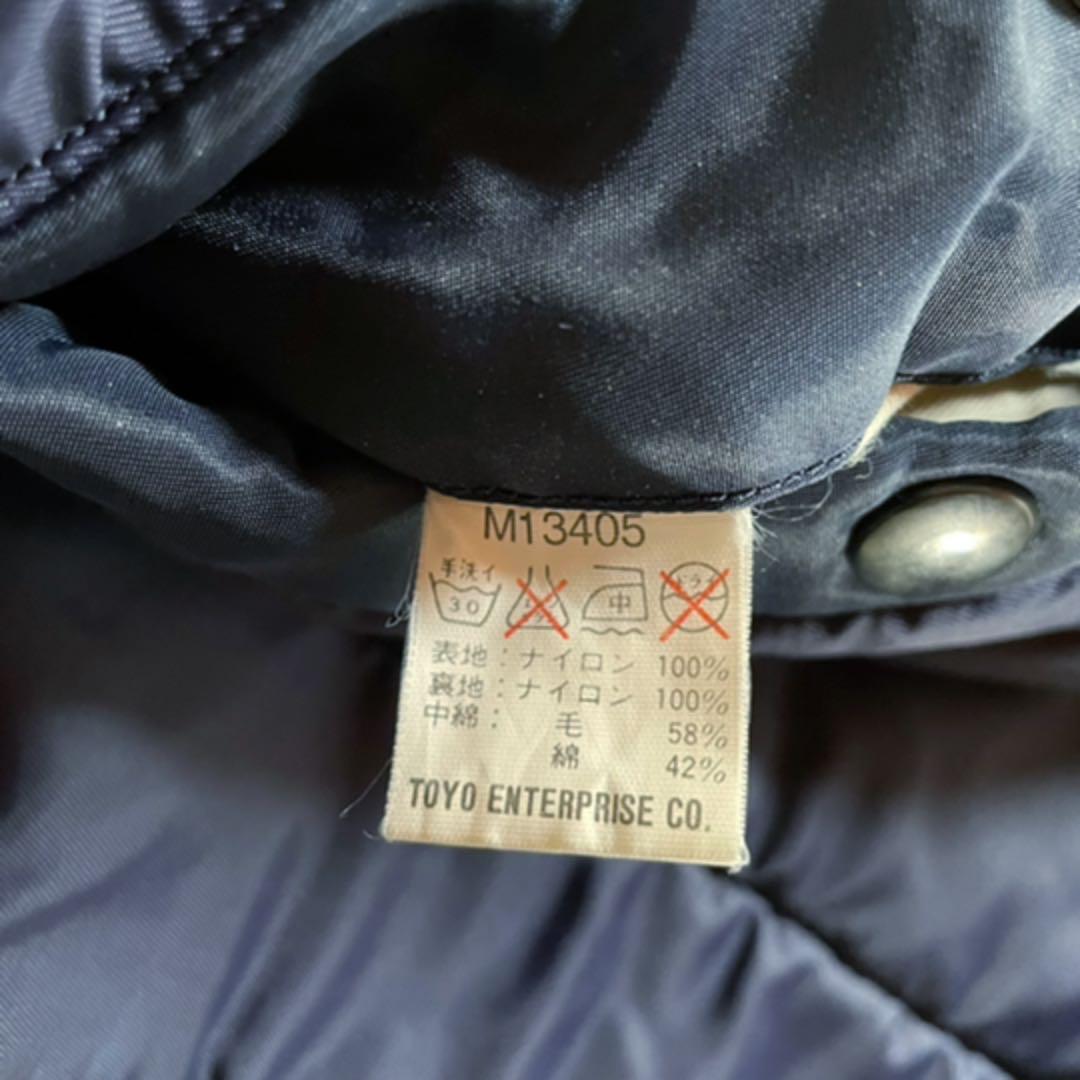 M13405
手洗イ
30 中 ドライ
表地：ナイロン 100%
裏地：ナイロン 100%
中綿： 毛 58%
綿 42%
TOYO ENTERPRISE CO.